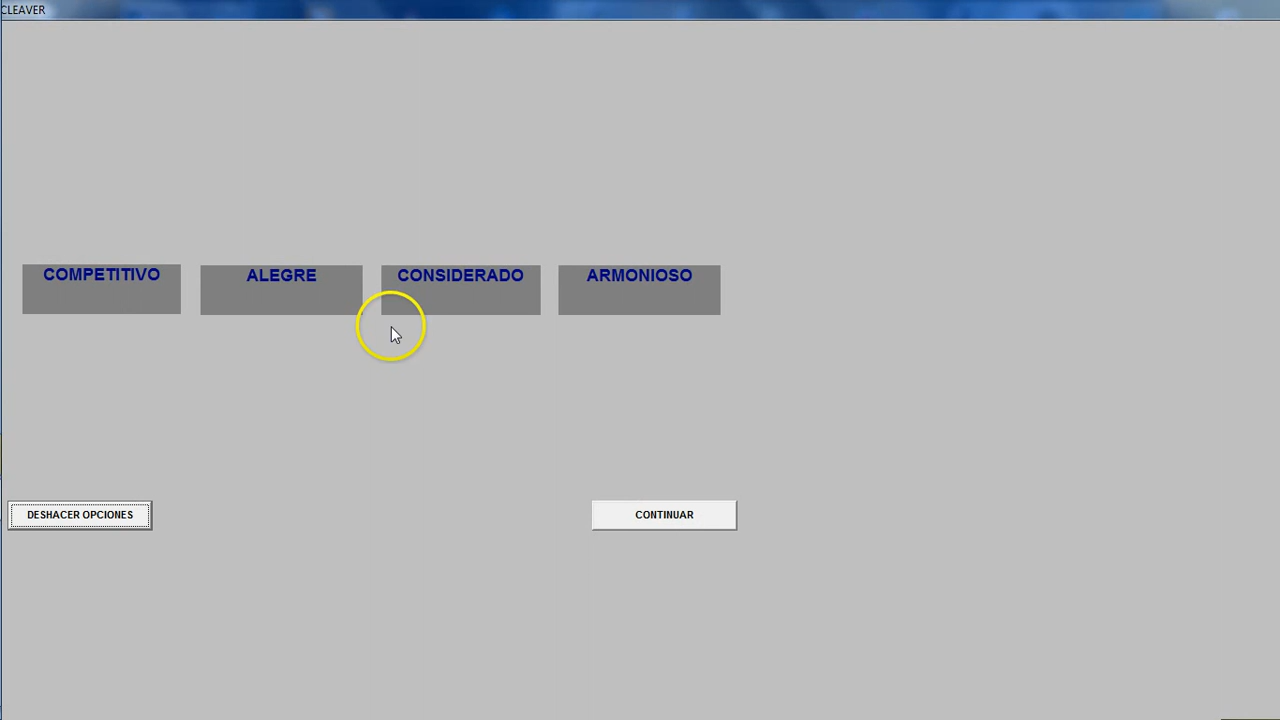 CLEAVER
COMPETITIVO
ALEGRE
CONSIDERADO
ARMONIOSO
DESHACER OPCIONES
CONTINUAR